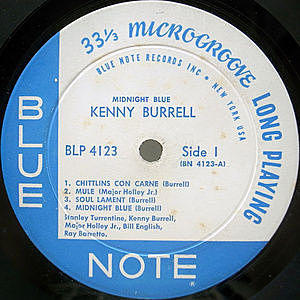 33 1/3 MICROGROOVE LONG PLAYING
BLUE NOTE RECORDS INC • NEW YORK USA
MIDNIGHT BLUE
KENNY BURRELL
BLP 4123
Side 1
(BN 4123-A)
1. CHITLINS CON CARNE (Burrell)
2. MULE (Major Holley Jr.)
3. SOUL LAMENT (Burrell)
4. MIDNIGHT BLUE (Burrell)
Stanley Turrentine, Kenny Burrell,
Major Holley Jr., Bill English,
Ray Barretto.
BLUE
NOTE
®